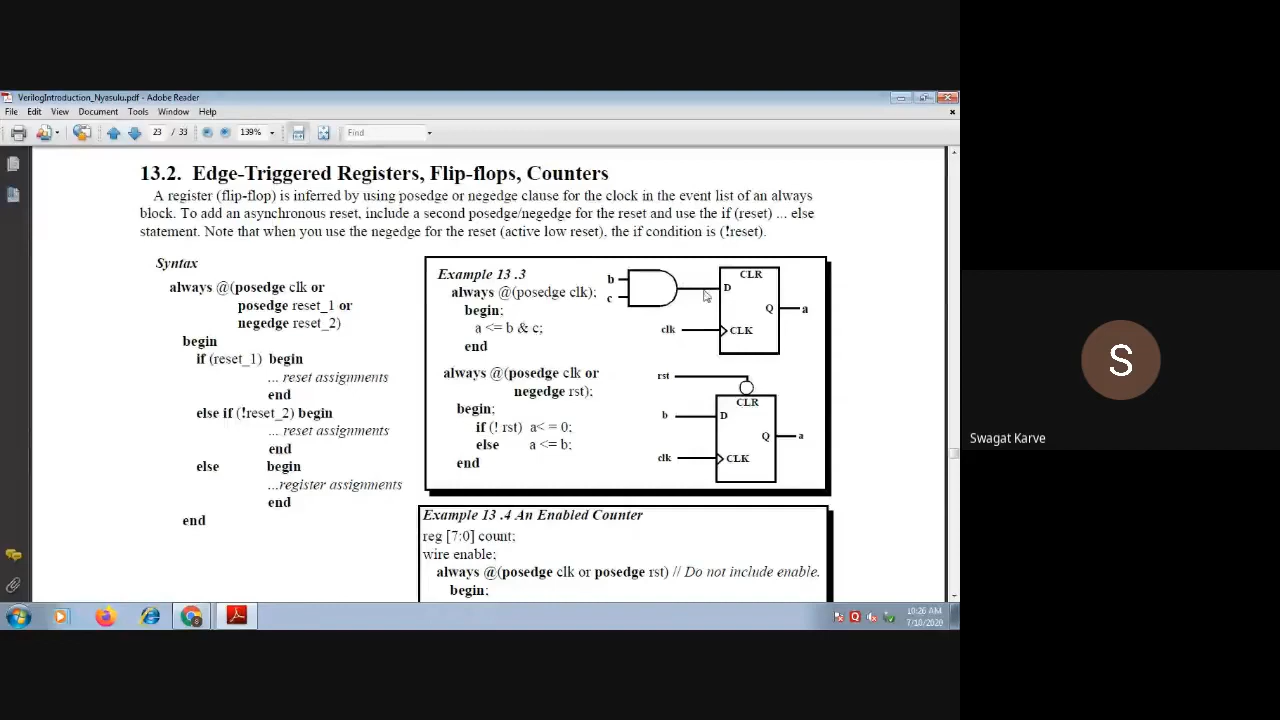 VerilogIntroduction_Nyasulu.pdf - Adobe Reader
File Edit View Document Tools Window Help
23 / 33 139% Find
13.2. Edge-Triggered Registers, Flip-flops, Counters
A register (flip-flop) is inferred by using posedge or negedge clause for the clock in the event list of an always
block. To add an asynchronous reset, include a second posedge/negedge for the reset and use the if (reset) ... else
statement. Note that when you use the negedge for the reset (active low reset), the if condition is (!reset).
Syntax
always @(posedge clk or
posedge reset_1 or
negedge reset_2)
begin
if (reset_1) begin
... reset assignments
end
else if (!reset_2) begin
... reset assignments
end
else begin
...register assignments
end
end
Example 13 .3
always @(posedge clk);
begin;
a <= b & c;
end
b
c
clk
CLR
D
Q
CLK
a
always @(posedge clk or
negedge rst);
begin;
if (! rst) a< = 0;
else a <= b;
end
rst
b
clk
CLR
D
Q
CLK
a
Example 13 .4 An Enabled Counter
reg [7:0] count;
wire enable;
always @(posedge clk or posedge rst) // Do not include enable.
begin;
10:26 AM
7/10/2020
S
Swagat Karve